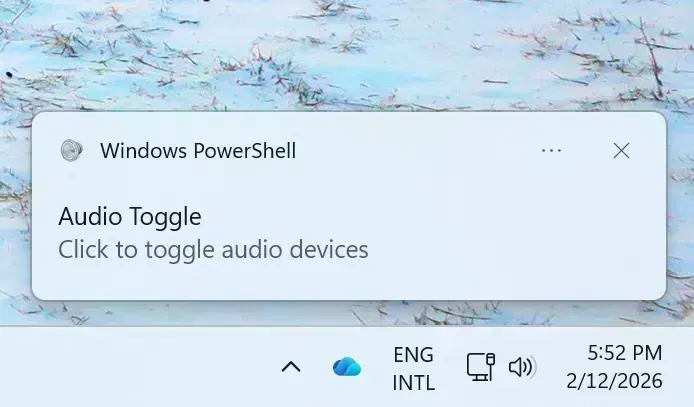 Windows PowerShell
Audio Toggle
Click to toggle audio devices
ENG
INTL
5:52 PM
2/12/2026